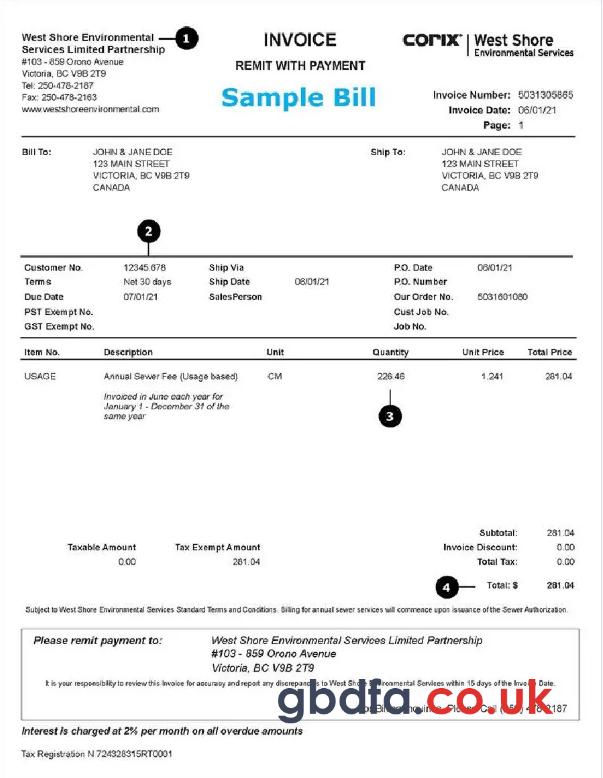 West Shore Environmental
Services Limited Partnership
#103 - 859 Orono Avenue
Victoria, BC V9B 2T9
Tel: 250-478-2187
Fax: 250-478-2163
www.westshoreenvironmental.com
1
INVOICE
REMIT WITH PAYMENT
Sample Bill
corix West Shore
Environmental Services
Invoice Number: 5031305865
Invoice Date: 06/01/21
Page: 1
Bill To: JOHN & JANE DOE
123 MAIN STREET
VICTORIA, BC V9B 2T9
CANADA
Ship To: JOHN & JANE DOE
123 MAIN STREET
VICTORIA, BC V9B 2T9
CANADA
2
Customer No. 12345678 Ship Via P.O. Date 06/01/21
Terms Net 30 days Ship Date 06/01/21 P.O. Number
Due Date 07/01/21 SalesPerson Our Order No. 5031601080
PST Exempt No. Cust Job No.
GST Exempt No. Job No.
Item No. Description Unit Quantity Unit Price Total Price
USAGE Annual Sewer Fee (Usage based) CM 226.46 1.241 281.04
Invoiced in June each year for
January 1 - December 31 of the
same year
3
Subtotal: 281.04
Taxable Amount Tax Exempt Amount Invoice Discount: 0.00
0.00 281.04 Total Tax: 0.00
4 Total: $ 281.04
Subject to West Shore Environmental Services Standard Terms and Conditions. Billing for annual sewer services will commence upon issuance of the Sewer Authorization.
Please remit payment to: West Shore Environmental Services Limited Partnership
#103 - 859 Orono Avenue
Victoria, BC V9B 2T9
It is your responsibility to review this Invoice for accuracy and report any discrepancies to West Shore Environmental Services within 15 days of the Invoice Date.
gbdfa.co.uk
For Billing Inquiries, Please Call (250) 478-2187
Interest is charged at 2% per month on all overdue amounts
Tax Registration N 724328315RT0001